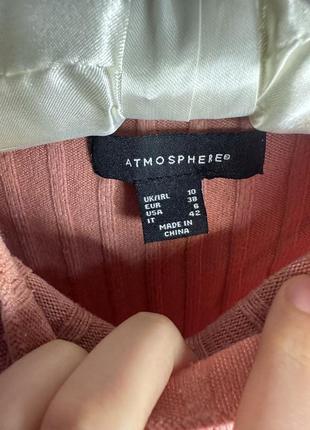 ATMOSPHERE®
UK/IRL 10
EUR 38
USA 6
IT 42
MADE IN
CHINA